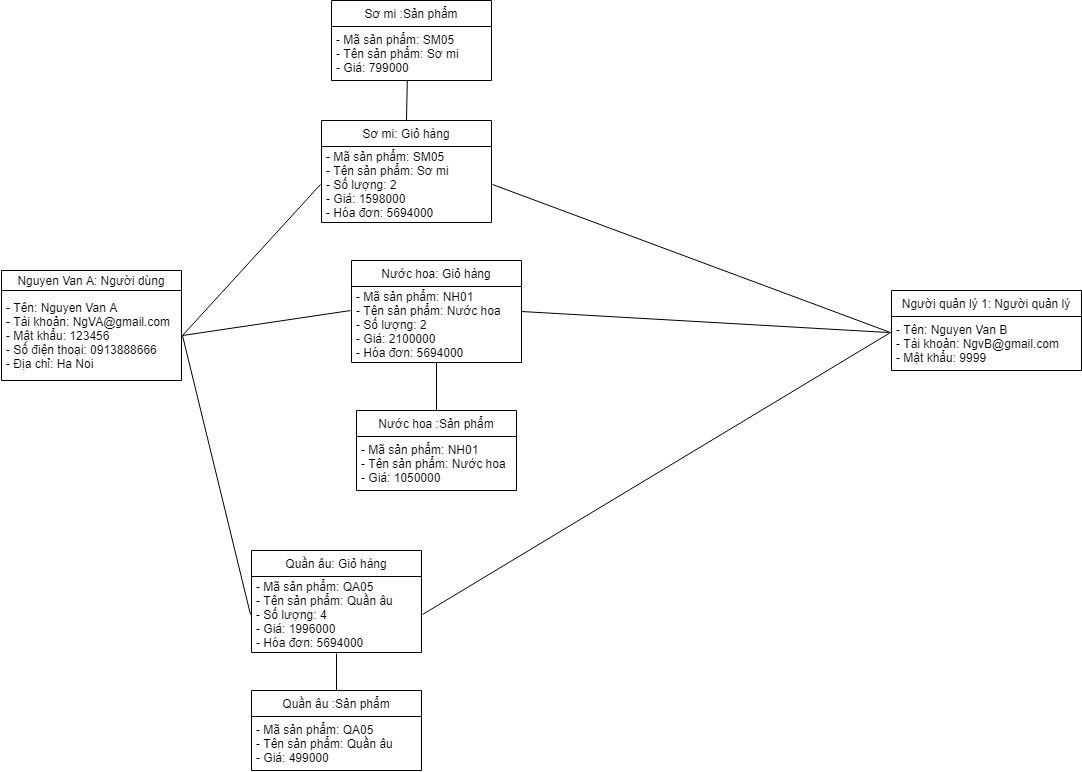 Sơ mi :Sản phẩm
- Mã sản phẩm: SM05
- Tên sản phẩm: Sơ mi
- Giá: 799000
Sơ mi: Giỏ hàng
- Mã sản phẩm: SM05
- Tên sản phẩm: Sơ mi
- Số lượng: 2
- Giá: 1598000
- Hóa đơn: 5694000
Nguyen Van A: Người dùng
- Tên: Nguyen Van A
- Tài khoản: NgVA@gmail.com
- Mật khẩu: 123456
- Số điện thoại: 0913888666
- Địa chỉ: Ha Noi
Nước hoa: Giỏ hàng
- Mã sản phẩm: NH01
- Tên sản phẩm: Nước hoa
- Số lượng: 2
- Giá: 2100000
- Hóa đơn: 5694000
Người quản lý 1: Người quản lý
- Tên: Nguyen Van B
- Tài khoản: NgvB@gmail.com
- Mật khẩu: 9999
Nước hoa :Sản phẩm
- Mã sản phẩm: NH01
- Tên sản phẩm: Nước hoa
- Giá: 1050000
Quần âu: Giỏ hàng
- Mã sản phẩm: QA05
- Tên sản phẩm: Quần âu
- Số lượng: 4
- Giá: 1996000
- Hóa đơn: 5694000
Quần âu :Sản phẩm
- Mã sản phẩm: QA05
- Tên sản phẩm: Quần âu
- Giá: 499000